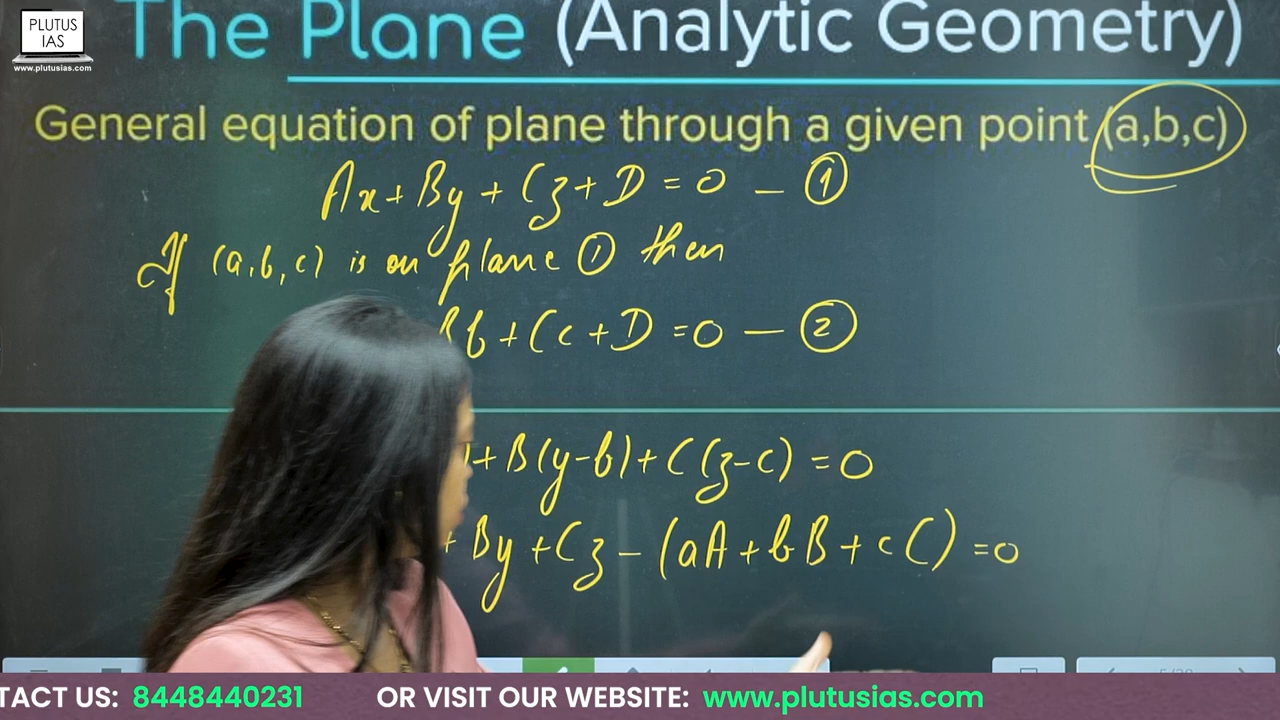 PLUTUS
IAS
www.plutusias.com
The Plane (Analytic Geometry)
General equation of plane through a given point (a,b,c)
Ax + By + Cz + D = 0 — ①
If (a,b,c) is on plane ① then
Bb + Cc + D = 0 — ②
) + B(y-b) + C(z-c) = 0
+ By + Cz - (aA + bB + cC) = 0
TACT US: 8448440231 OR VISIT OUR WEBSITE: www.plutusias.com